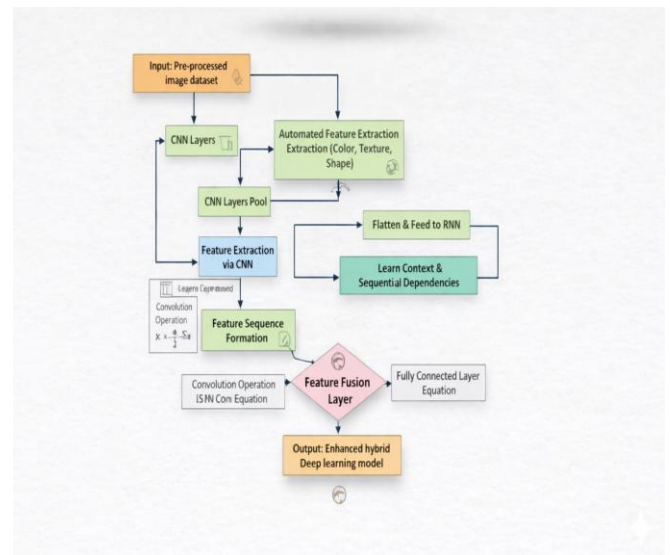 Input: Pre-processed
image dataset
CNN Layers
Automated Feature Extraction
Extraction (Color, Texture,
Shape)
CNN Layers Pool
Flatten & Feed to RNN
Feature Extraction
via CNN
Learn Context &
Sequential Dependencies
Convolution
Operation
Feature Sequence
Formation
Feature Fusion
Layer
Convolution Operation
Equation
Fully Connected Layer
Equation
Output: Enhanced hybrid
Deep learning model